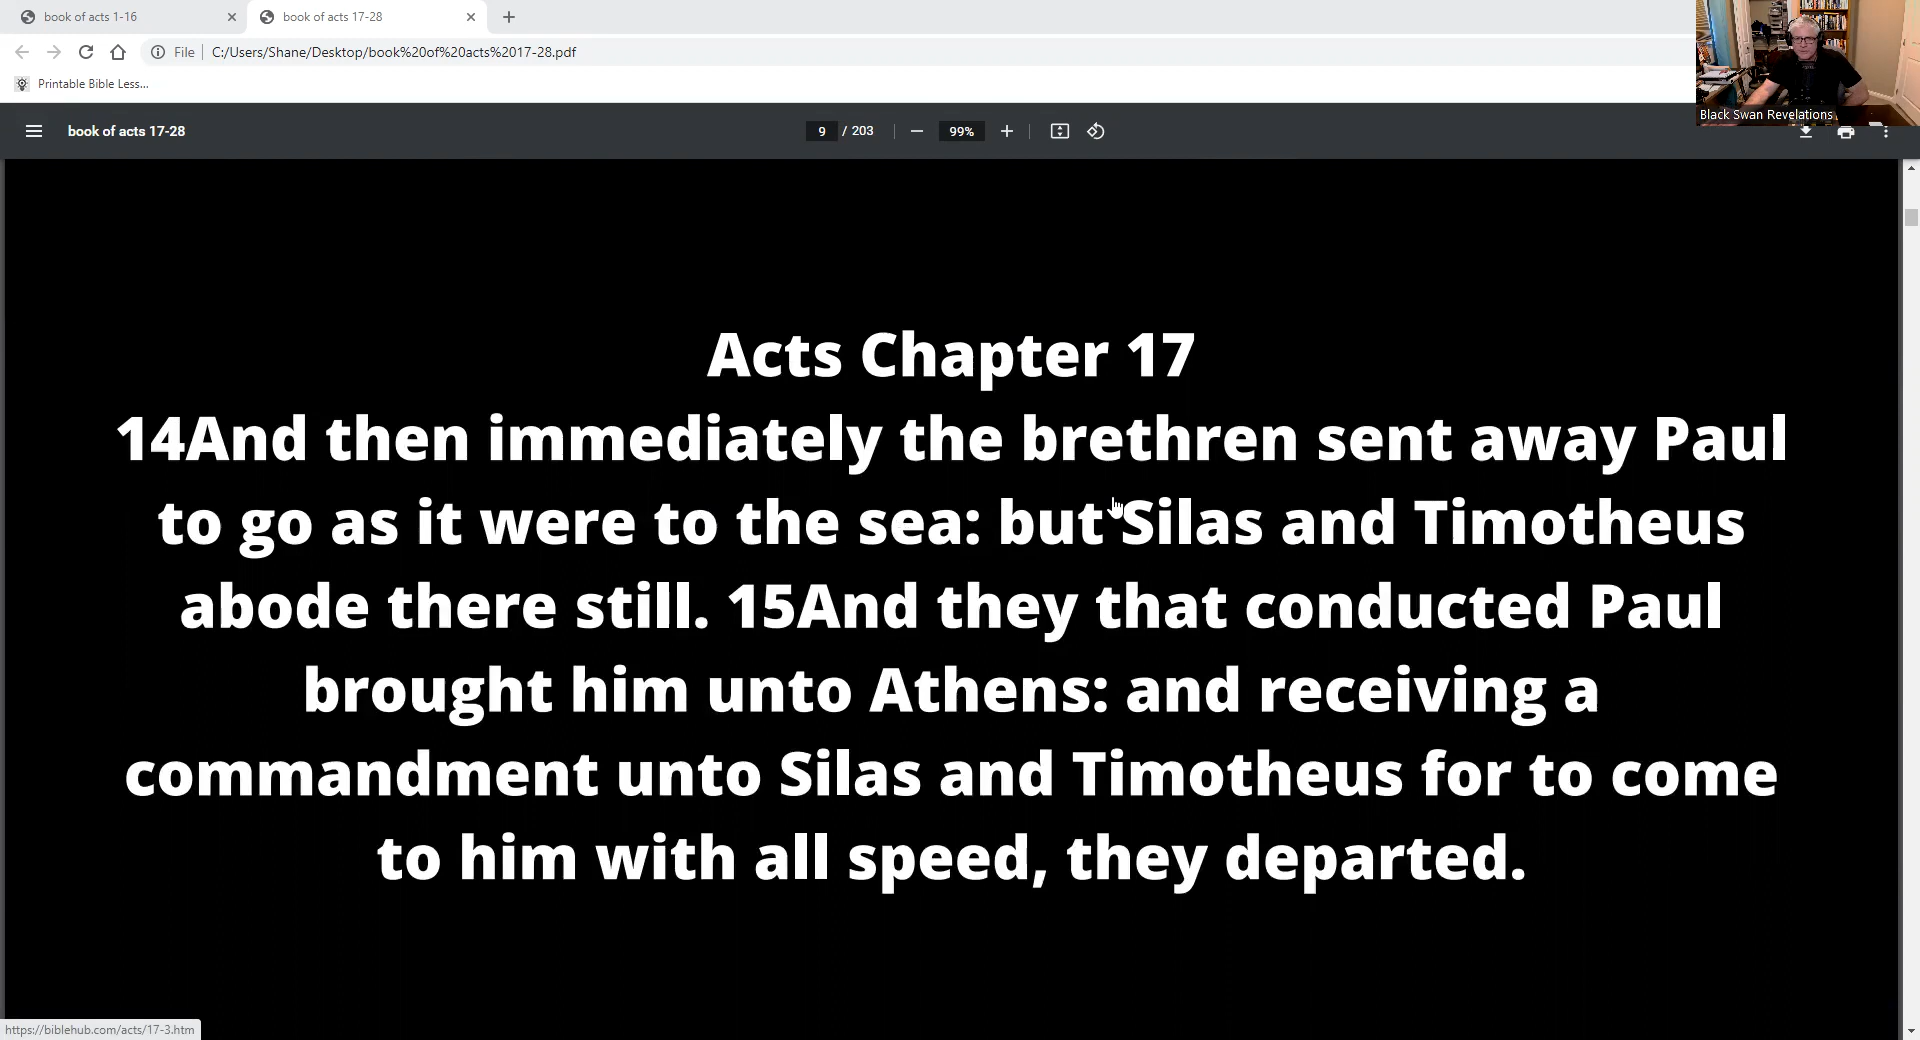 book of acts 1-16
book of acts 17-28
File
C:/Users/Shane/Desktop/book%20of%20acts%2017-28.pdf
Printable Bible Less...
book of acts 17-28
9 / 203
99%
Black Swan Revelations
Acts Chapter 17
14And then immediately the brethren sent away Paul
to go as it were to the sea: but Silas and Timotheus
abode there still. 15And they that conducted Paul
brought him unto Athens: and receiving a
commandment unto Silas and Timotheus for to come
to him with all speed, they departed.
https://biblehub.com/acts/17-3.htm